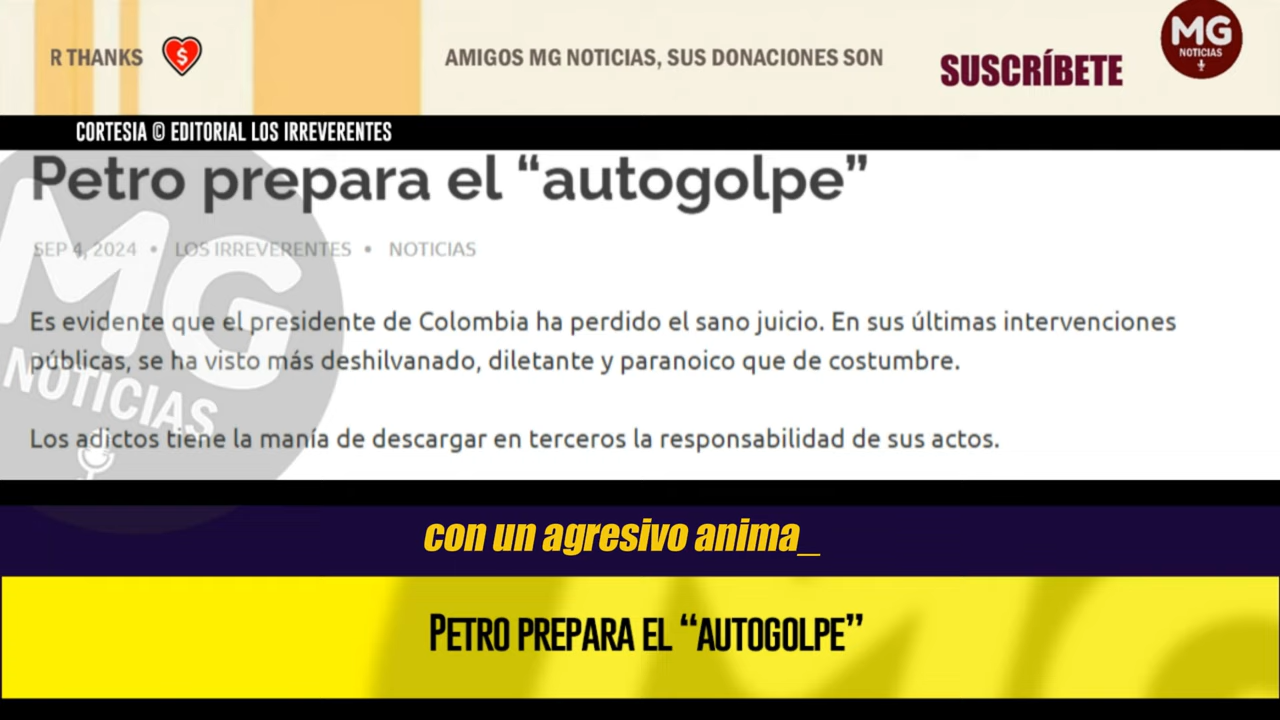 R THANKS
AMIGOS MG NOTICIAS, SUS DONACIONES SON
SUSCRÍBETE
MG
NOTICIAS
CORTESIA © EDITORIAL LOS IRREVERENTES
Petro prepara el “autogolpe”
SEP 4, 2024 • LOS IRREVERENTES • NOTICIAS
Es evidente que el presidente de Colombia ha perdido el sano juicio. En sus últimas intervenciones
públicas, se ha visto más deshilvanado, diletante y paranoico que de costumbre.
Los adictos tiene la manía de descargar en terceros la responsabilidad de sus actos.
MG
NOTICIAS
con un agresivo anima_
PETRO PREPARA EL “AUTOGOLPE”